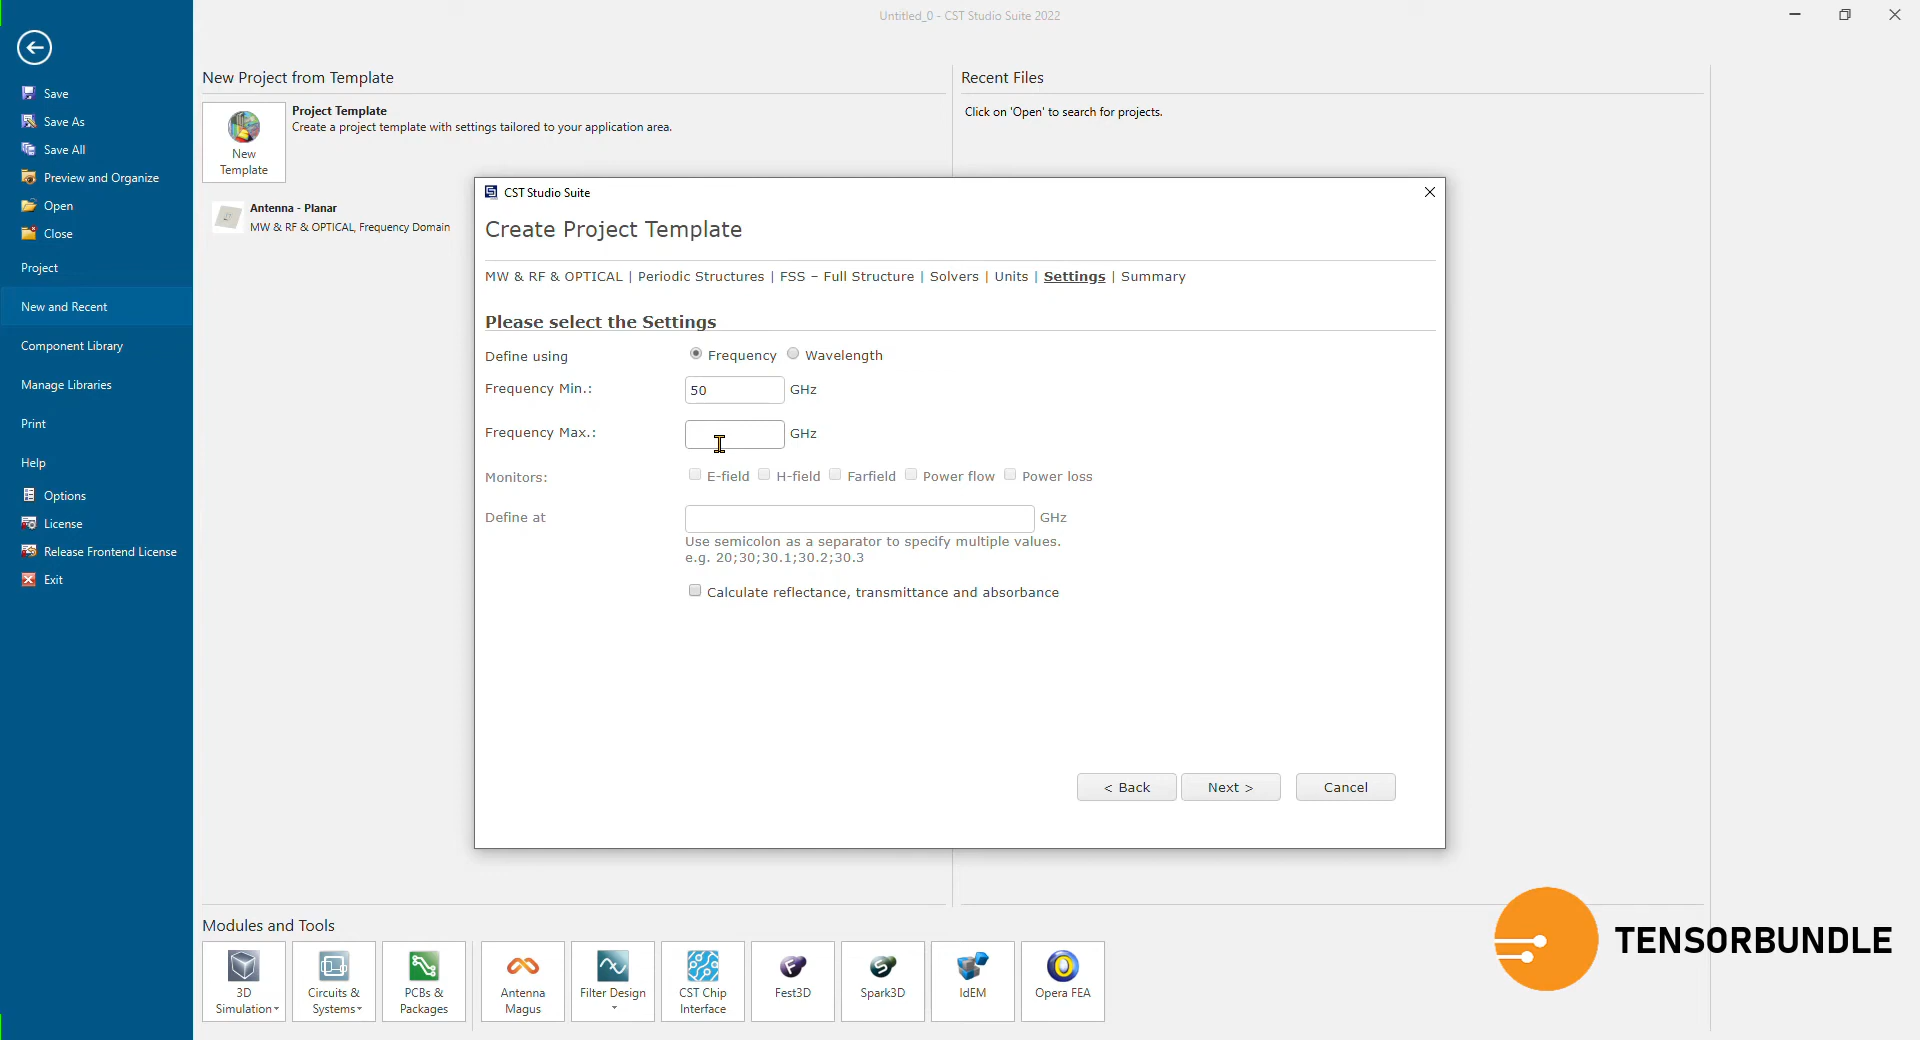 Untitled_0 - CST Studio Suite 2022
Save
Save As
Save All
Preview and Organize
Open
Close
Project
New and Recent
Component Library
Manage Libraries
Print
Help
Options
License
Release Frontend License
Exit
New Project from Template
New
Template
Project Template
Create a project template with settings tailored to your application area.
Antenna - Planar
MW & RF & OPTICAL, Frequency Domain
Recent Files
Click on 'Open' to search for projects.
CST Studio Suite
Create Project Template
MW & RF & OPTICAL | Periodic Structures | FSS – Full Structure | Solvers | Units | Settings | Summary
Please select the Settings
Define using Frequency Wavelength
Frequency Min.: 50 GHz
Frequency Max.: GHz
Monitors: E-field H-field Farfield Power flow Power loss
Define at GHz
Use semicolon as a separator to specify multiple values.
e.g. 20;30;30.1;30.2;30.3
Calculate reflectance, transmittance and absorbance
< Back Next > Cancel
Modules and Tools
3D
Simulation
Circuits &
Systems
PCBs &
Packages
Antenna
Magus
Filter Design
CST Chip
Interface
Fest3D
Spark3D
IdEM
Opera FEA
TENSORBUNDLE